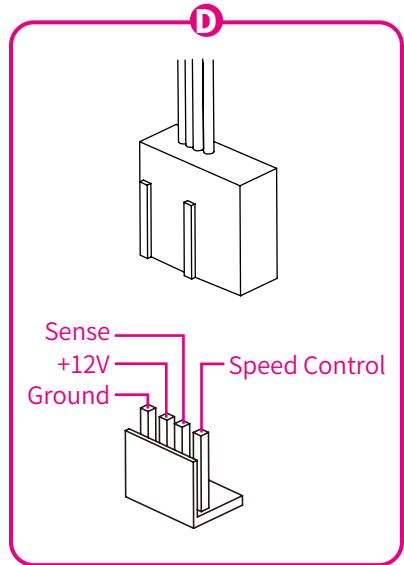 D
Sense
+12V
Speed Control
Ground